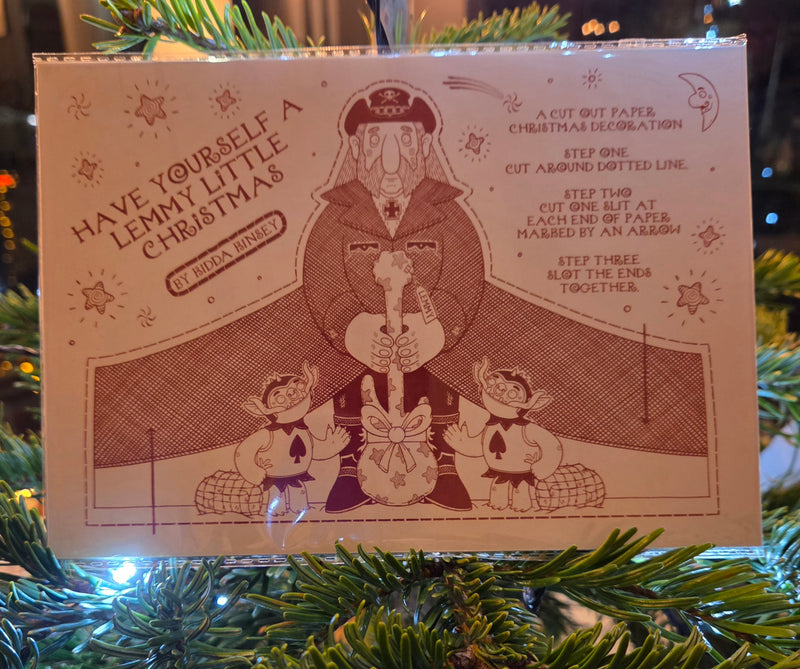 HAVE YOURSELF A
LEMMY LITTLE
CHRISTMAS
BY BIDDA BINSEY
A CUT OUT PAPER
CHRISTMAS DECORATION
STEP ONE
CUT AROUND DOTTED LINE.
STEP TWO
CUT ONE SLIT AT
EACH END OF PAPER
MARBED BY AN ARROW
STEP THREE
SLOT THE ENDS
TOGETHER.
LEMMY